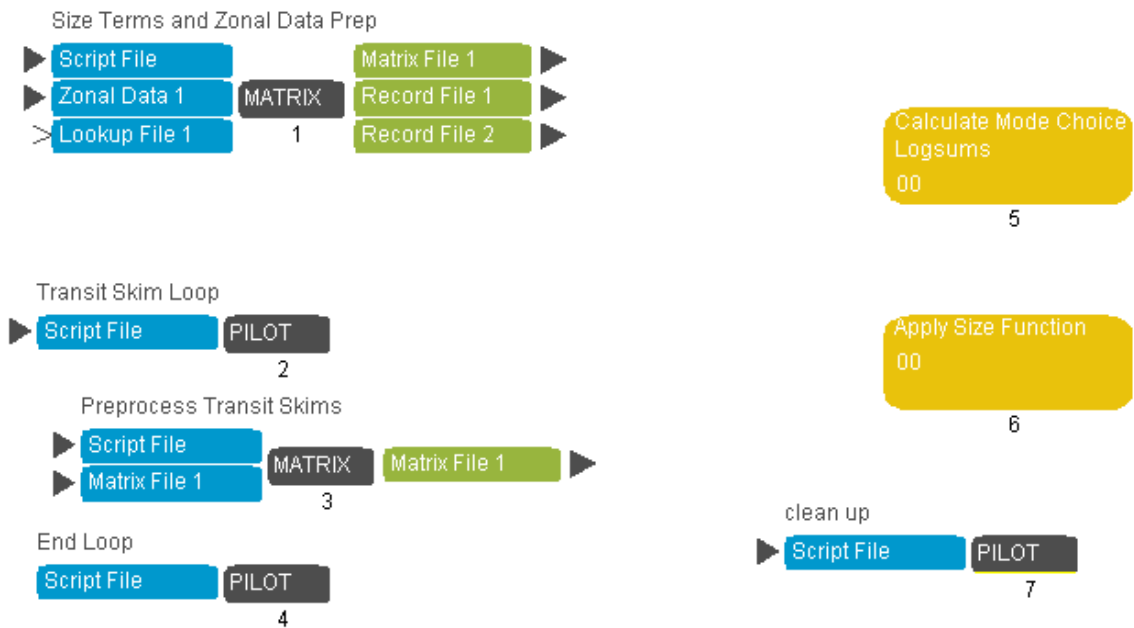 Size Terms and Zonal Data Prep
Script File
Matrix File 1
Zonal Data 1
MATRIX
Record File 1
Lookup File 1
1
Record File 2
Transit Skim Loop
Script File
PILOT
2
Preprocess Transit Skims
Script File
MATRIX
Matrix File 1
Matrix File 1
3
End Loop
Script File
PILOT
4
Calculate Mode Choice
Logsums
00
5
Apply Size Function
00
6
clean up
Script File
PILOT
7